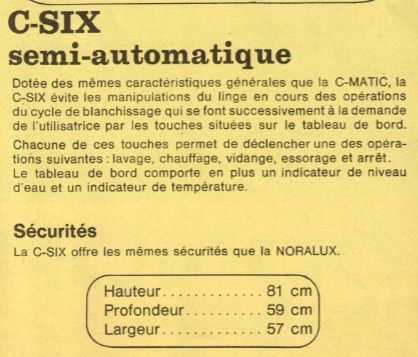 C-SIX
semi-automatique
Dotée des mêmes caractéristiques générales que la C-MATIC, la
C-SIX évite les manipulations du linge en cours des opérations
du cycle de blanchissage qui se font successivement à la demande
de l'utilisatrice par les touches situées sur le tableau de bord.
Chacune de ces touches permet de déclencher une des opéra-
tions suivantes : lavage, chauffage, vidange, essorage et arrêt.
Le tableau de bord comporte en plus un indicateur de niveau
d'eau et un indicateur de température.
Sécurités
La C-SIX offre les mêmes sécurités que la NORALUX.
Hauteur............ 81 cm
Profondeur......... 59 cm
Largeur............ 57 cm